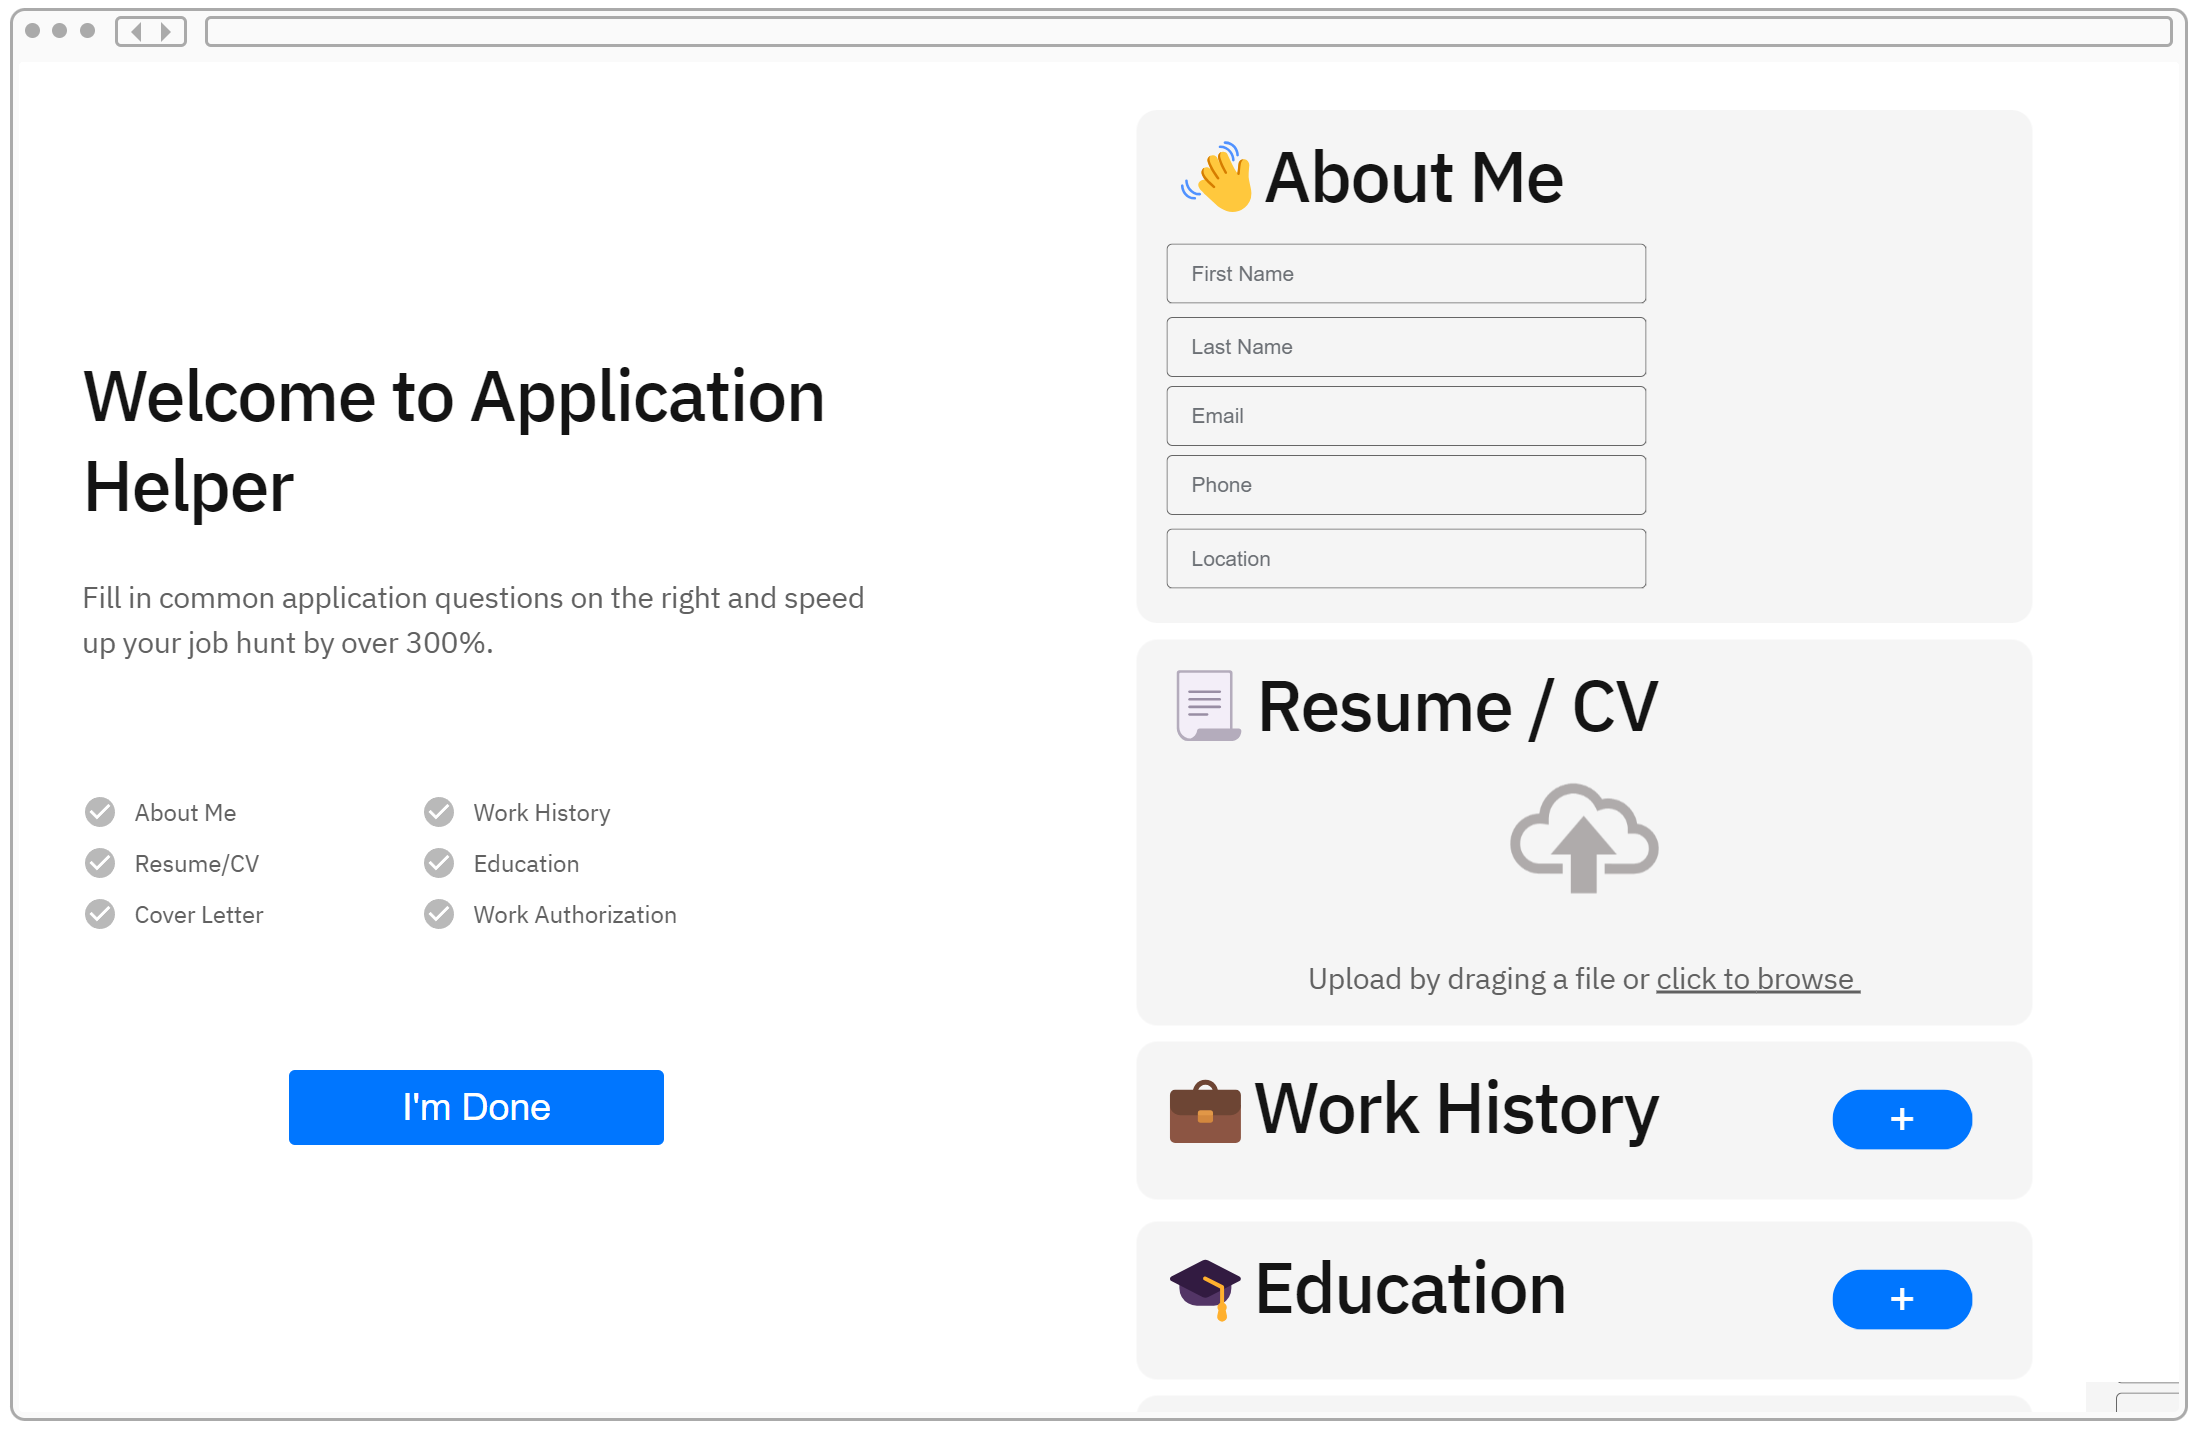 Welcome to Application
Helper
Fill in common application questions on the right and speed
up your job hunt by over 300%.
About Me
Resume/CV
Cover Letter
Work History
Education
Work Authorization
I'm Done
About Me
First Name
Last Name
Email
Phone
Location
Resume / CV
Upload by draging a file or click to browse
Work History
+
Education
+